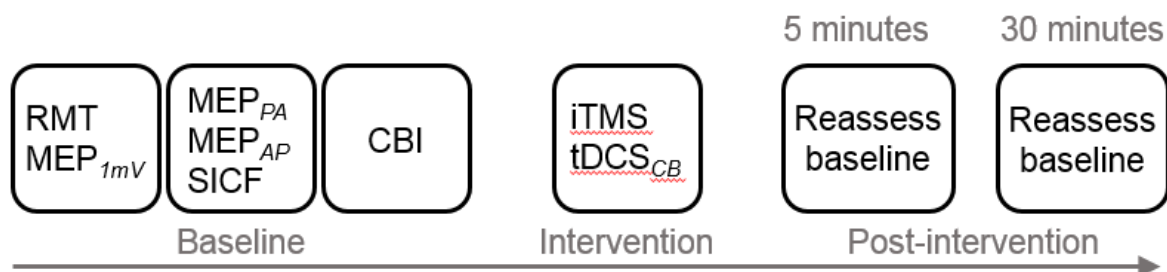 5 minutes 30 minutes
RMT
MEP1mV
MEPPA
MEPAP
SICF
CBI
iTMS
tDCSCB
Reassess
baseline
Reassess
baseline
Baseline Intervention Post-intervention